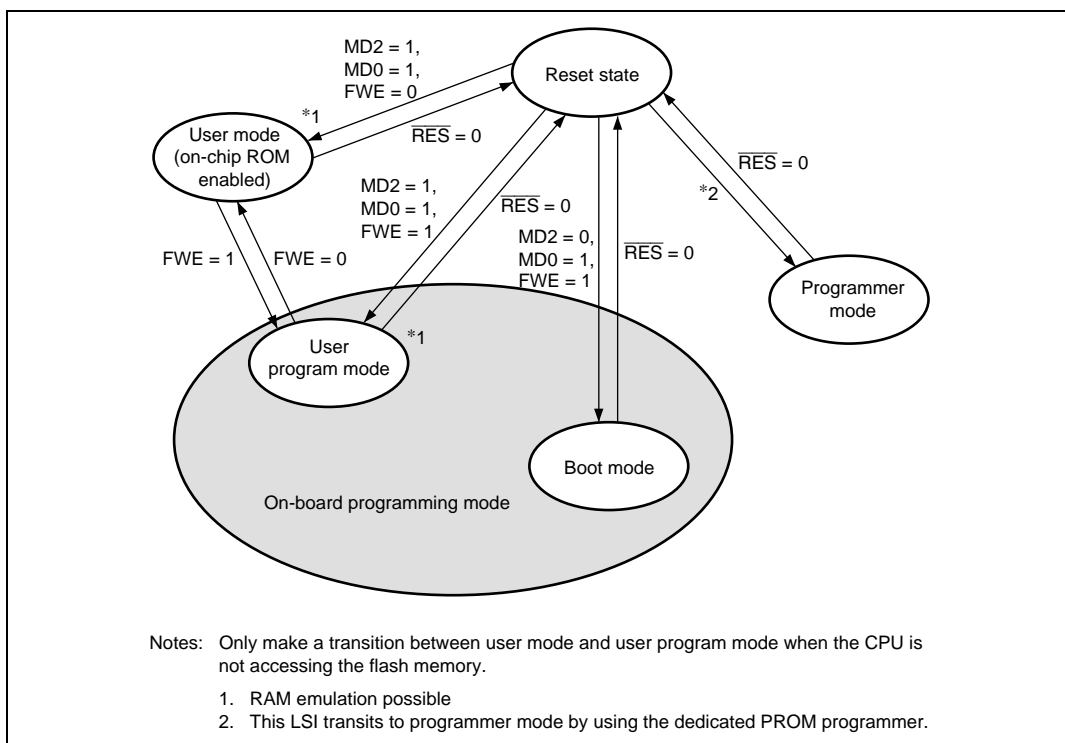 MD2 = 1,
MD0 = 1,
FWE = 0
Reset state
*1
RES = 0
User mode
(on-chip ROM
enabled)
RES = 0
*2
MD2 = 1,
MD0 = 1,
FWE = 1
RES = 0
MD2 = 0,
MD0 = 1,
FWE = 1
RES = 0
FWE = 1
FWE = 0
Programmer
mode
User
program mode
*1
Boot mode
On-board programming mode
Notes: Only make a transition between user mode and user program mode when the CPU is
not accessing the flash memory.
1. RAM emulation possible
2. This LSI transits to programmer mode by using the dedicated PROM programmer.